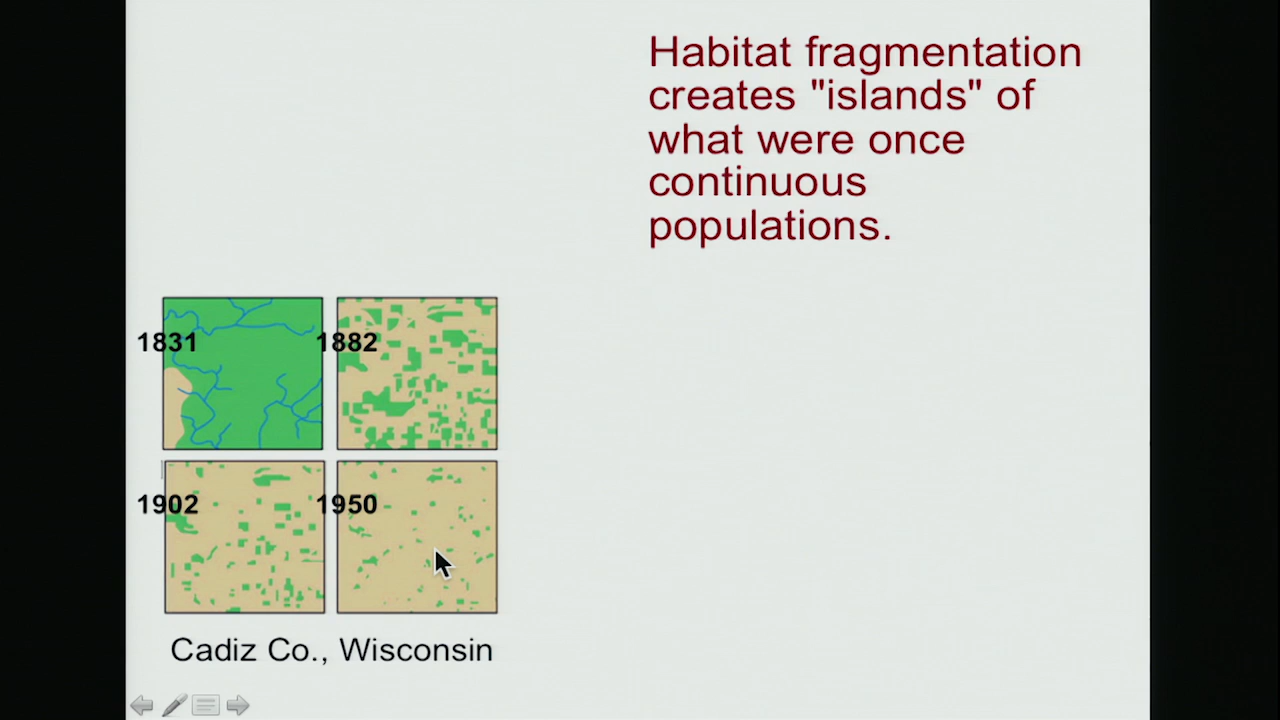 Habitat fragmentation
creates "islands" of
what were once
continuous
populations.
1831
1882
1902
1950
Cadiz Co., Wisconsin